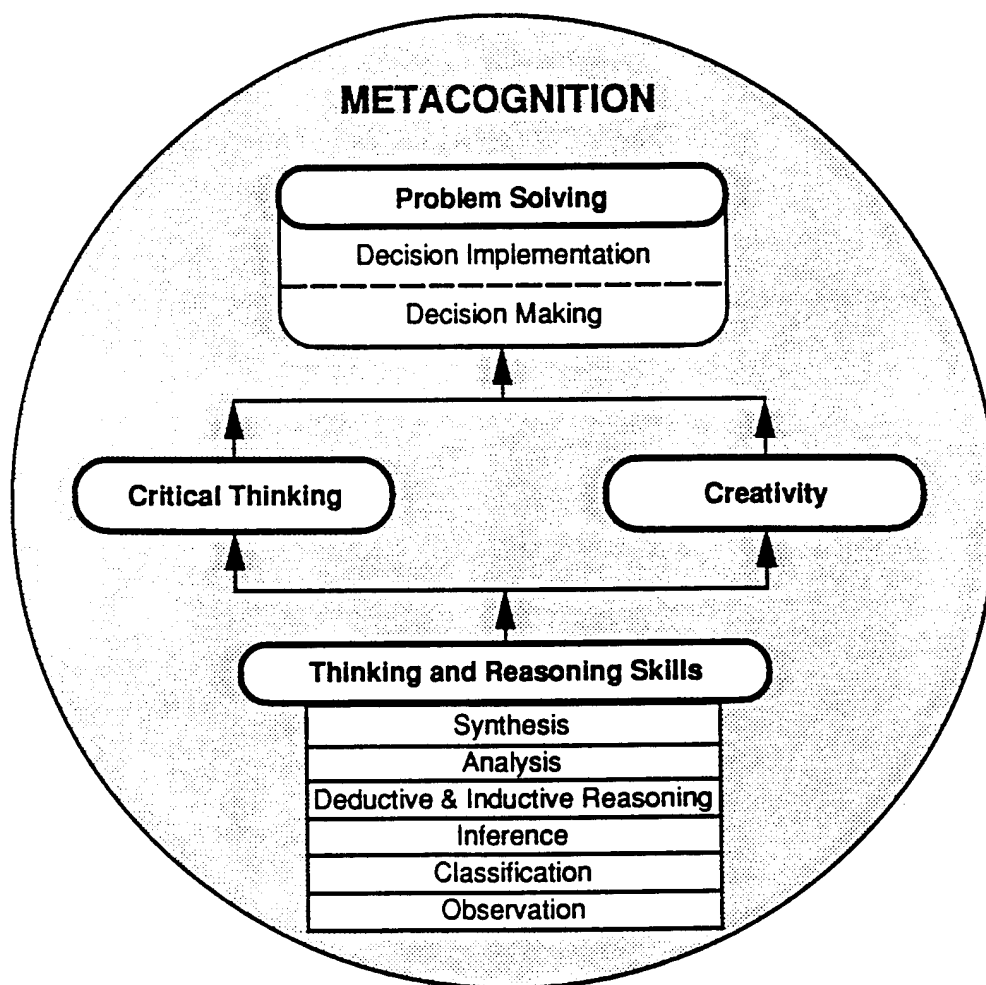 METACOGNITION
Problem Solving
Decision Implementation
Decision Making
Critical Thinking
Creativity
Thinking and Reasoning Skills
Synthesis
Analysis
Deductive & Inductive Reasoning
Inference
Classification
Observation